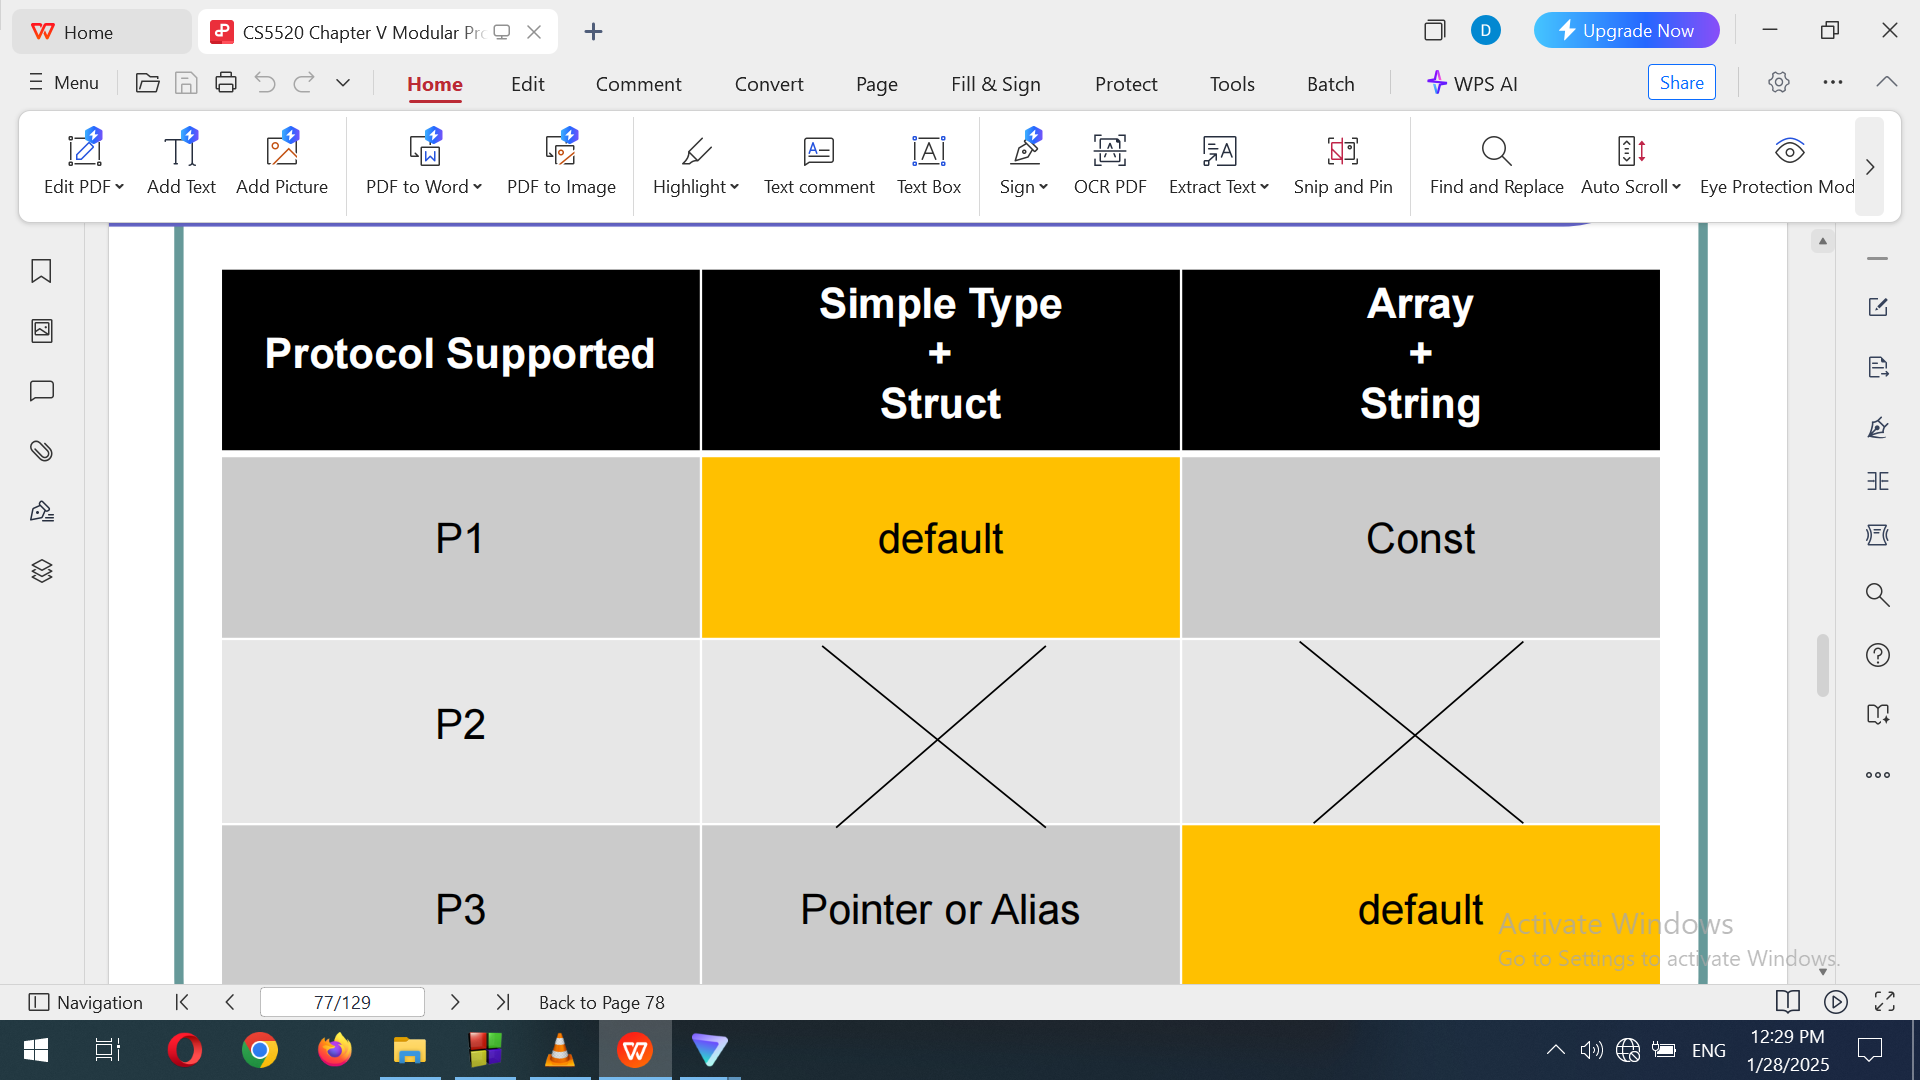 Home
CS5520 Chapter V Modular Pro
D
Upgrade Now
Menu
Home
Edit
Comment
Convert
Page
Fill & Sign
Protect
Tools
Batch
WPS AI
Share
Edit PDF
Add Text
Add Picture
PDF to Word
PDF to Image
Highlight
Text comment
Text Box
Sign
OCR PDF
Extract Text
Snip and Pin
Find and Replace
Auto Scroll
Eye Protection Mod
Protocol Supported
Simple Type
+
Struct
Array
+
String
P1
default
Const
P2
P3
Pointer or Alias
default
Activate Windows
Go to Settings to activate Windows.
Navigation
77/129
Back to Page 78
ENG
12:29 PM
1/28/2025